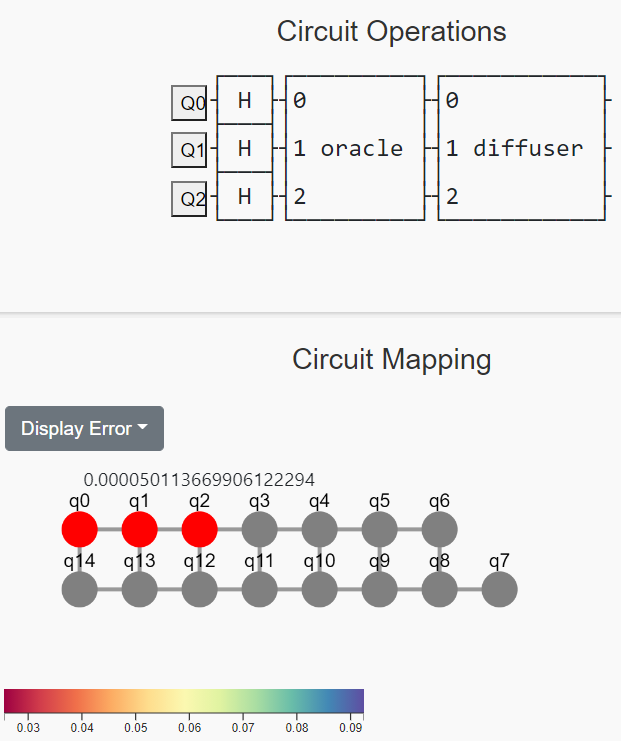 Circuit Operations
Q0 H 0 0
Q1 H 1 oracle 1 diffuser
Q2 H 2 2
Circuit Mapping
Display Error
0.000050113669906122294
q0 q1 q2 q3 q4 q5 q6
q14 q13 q12 q11 q10 q9 q8 q7
0.03 0.04 0.05 0.06 0.07 0.08 0.09